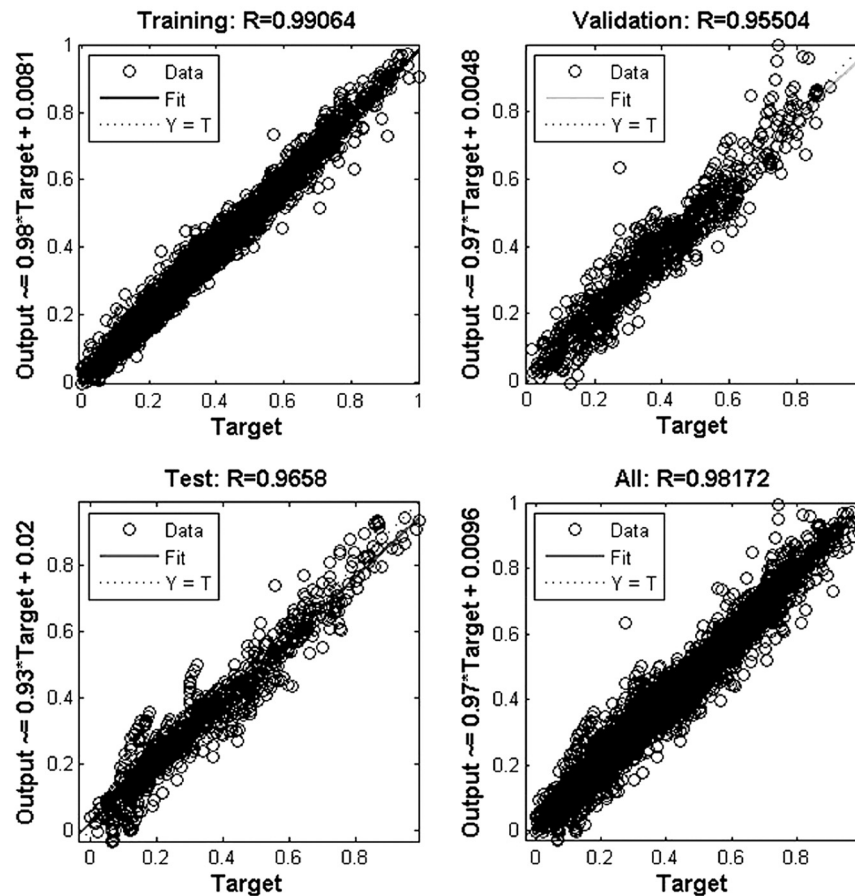 Training: R=0.99064
Output ~= 0.98*Target + 0.0081
1
0.8
0.6
0.4
0.2
0
Data
Fit
Y = T
0
0.2
0.4
0.6
0.8
1
Target
Validation: R=0.95504
Output ~= 0.97*Target + 0.0048
0.8
0.6
0.4
0.2
0
Data
Fit
Y = T
0.2
0.4
0.6
0.8
Target
Test: R=0.9658
Output ~= 0.93*Target + 0.02
0.8
0.6
0.4
0.2
0
Data
Fit
Y = T
0
0.2
0.4
0.6
0.8
Target
All: R=0.98172
Output ~= 0.97*Target + 0.0096
1
0.8
0.6
0.4
0.2
0
Data
Fit
Y = T
0
0.2
0.4
0.6
0.8
Target